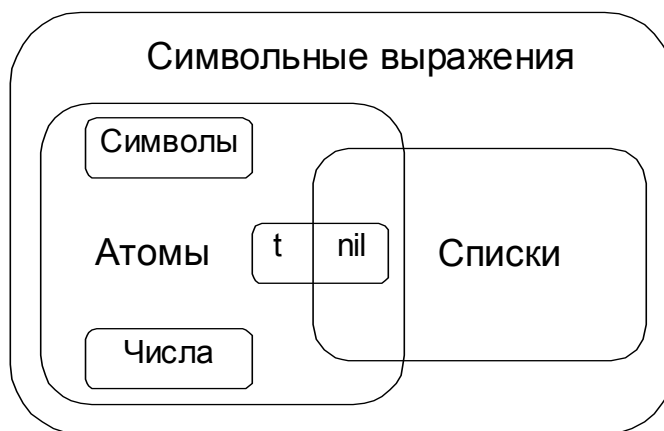 Символьные выражения
Символы
Атомы
t
nil
Списки
Числа